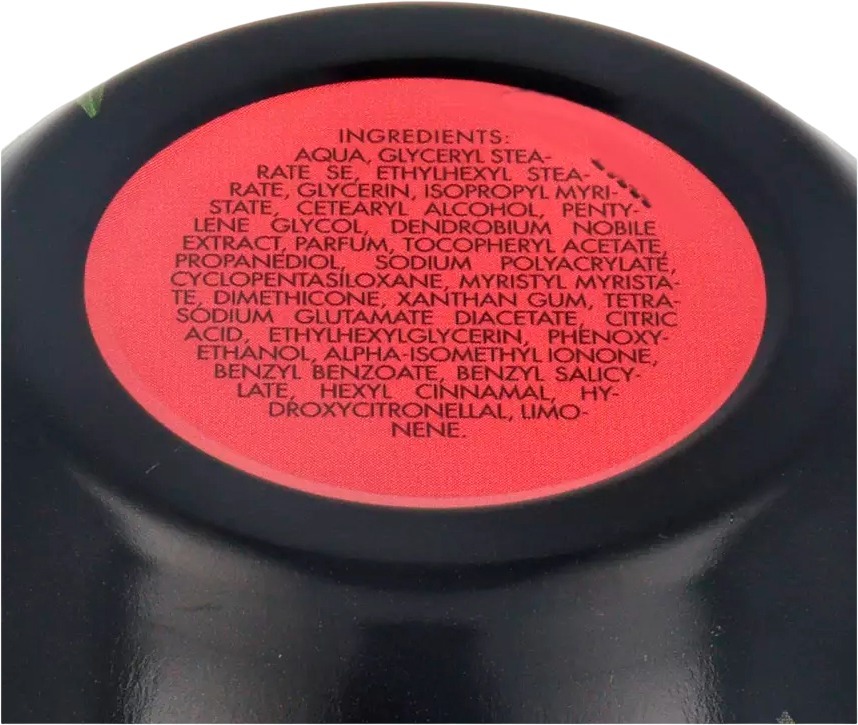 INGREDIENTS:
AQUA, GLYCERYL STEA-
RATE SE, ETHYLHEXYL STEA-
RATE, GLYCERIN, ISOPROPYL MYRI-
STATE, CETEARYL ALCOHOL, PENTY-
LENE GLYCOL, DENDROBIUM NOBILE
EXTRACT, PARFUM, TOCOPHERYL ACETATE,
PROPANEDIOL, SODIUM POLYACRYLATE,
CYCLOPENTASILOXANE, MYRISTYL MYRISTA-
TE, DIMETHICONE, XANTHAN GUM, TETRA-
SODIUM GLUTAMATE DIACETATE, CITRIC
ACID, ETHYLHEXYLGLYCERIN, PHENOXY-
ETHANOL, ALPHA-ISOMETHYL IONONE,
BENZYL BENZOATE, BENZYL SALICY-
LATE, HEXYL CINNAMAL, HY-
DROXYCITRONELLAL, LIMO-
NENE.